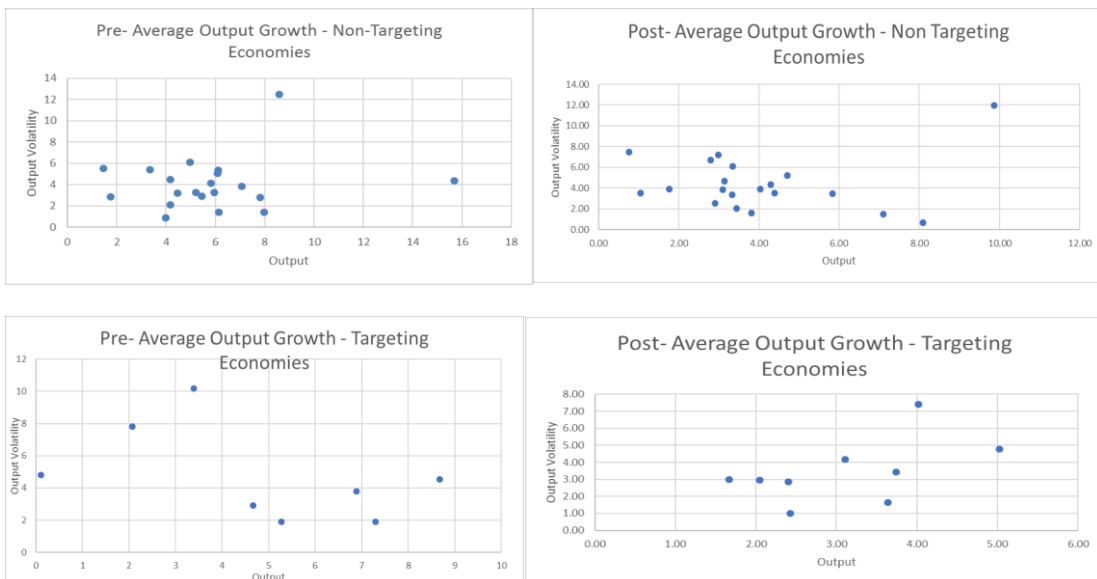 Pre- Average Output Growth - Non-Targeting
Economies
Output Volatility
14
12
10
8
6
4
2
0
0 2 4 6 8 10 12 14 16 18
Output
Post- Average Output Growth - Non Targeting
Economies
Output Volatility
14.00
12.00
10.00
8.00
6.00
4.00
2.00
0.00
0.00 2.00 4.00 6.00 8.00 10.00 12.00
Output
Pre- Average Output Growth - Targeting
Economies
Output Volatility
12
10
8
6
4
2
0
0 1 2 3 4 5 6 7 8 9 10
Output
Post- Average Output Growth - Targeting
Economies
Output Volatility
8.00
7.00
6.00
5.00
4.00
3.00
2.00
1.00
0.00
0.00 1.00 2.00 3.00 4.00 5.00 6.00
Output